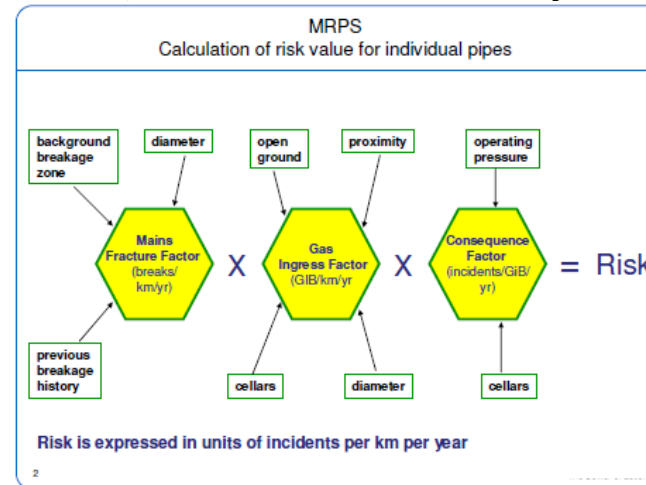 MRPS
Calculation of risk value for individual pipes
background
breakage
zone
diameter
open
ground
proximity
operating
pressure
Mains
Fracture Factor
(breaks/
km/yr)
X
Gas
Ingress Factor
(GIB/km/yr
X
Consequence
Factor
(incidents/GiB/
yr)
= Risk
previous
breakage
history
cellars
diameter
cellars
Risk is expressed in units of incidents per km per year
2